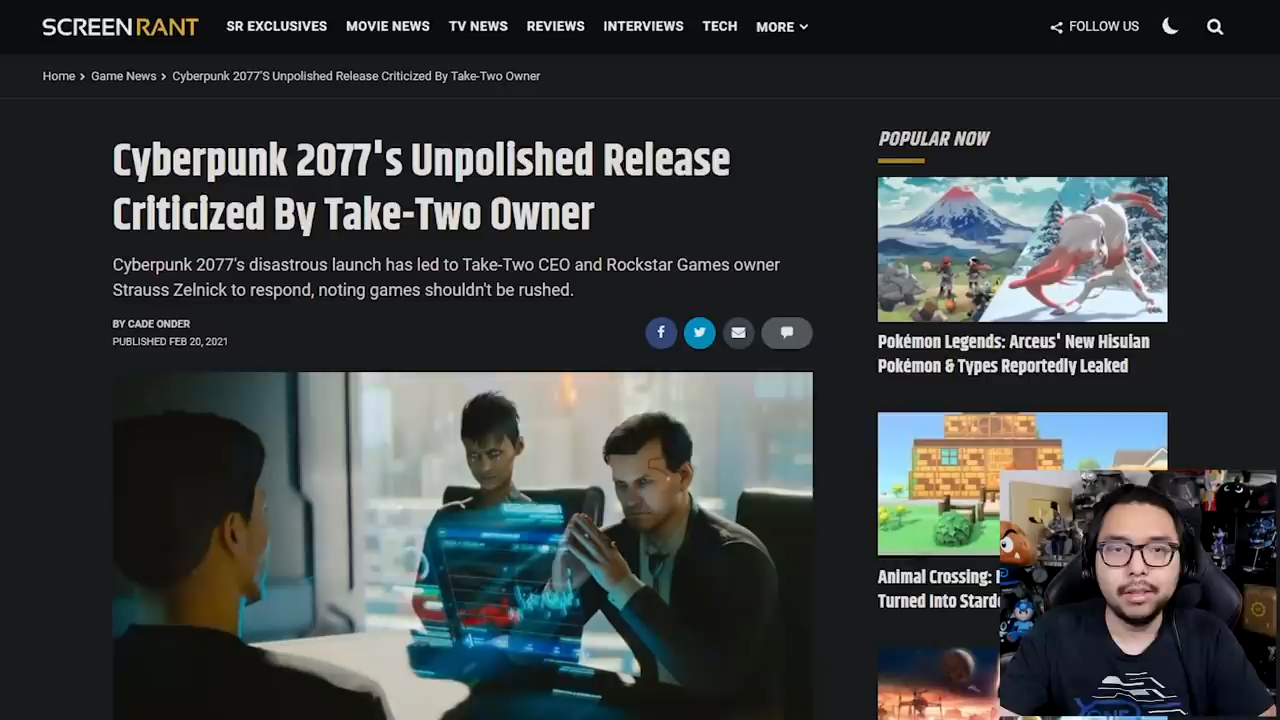 SCREENRANT SR EXCLUSIVES MOVIE NEWS TV NEWS REVIEWS INTERVIEWS TECH MORE FOLLOW US
Home Game News Cyberpunk 2077'S Unpolished Release Criticized By Take-Two Owner
Cyberpunk 2077's Unpolished Release
Criticized By Take-Two Owner
Cyberpunk 2077's disastrous launch has led to Take-Two CEO and Rockstar Games owner
Strauss Zelnick to respond, noting games shouldn't be rushed.
BY CADE ONDER
PUBLISHED FEB 20, 2021
POPULAR NOW
Pokémon Legends: Arceus' New Hisuian
Pokémon & Types Reportedly Leaked
Animal Crossing:
Turned Into